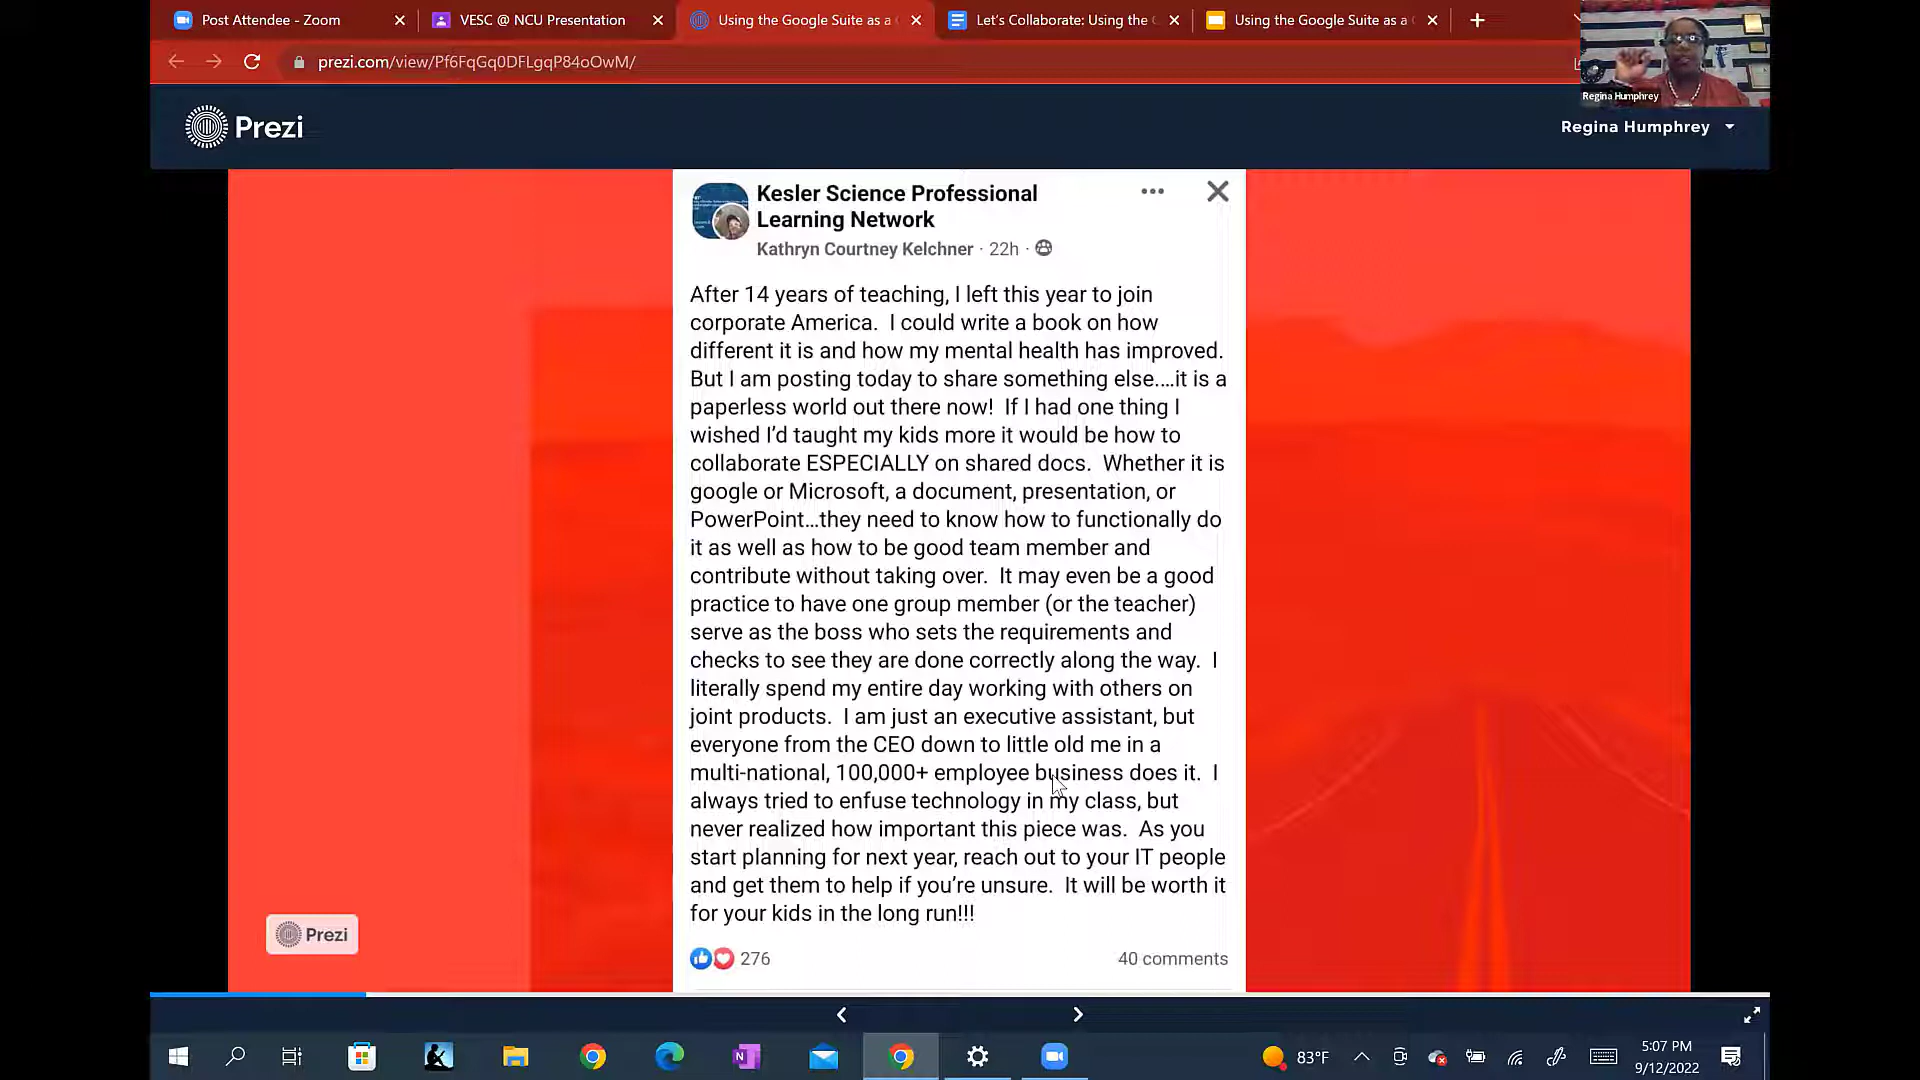 Post Attendee - Zoom
VESC @ NCU Presentation
Using the Google Suite as a
Let's Collaborate: Using the
Using the Google Suite as a
prezi.com/view/Pf6FqGq0DFLgqP84oOwM/
Regina Humphrey
Prezi
Regina Humphrey
Kesler Science Professional
Learning Network
Kathryn Courtney Kelchner · 22h ·
After 14 years of teaching, I left this year to join
corporate America.  I could write a book on how
different it is and how my mental health has improved.
But I am posting today to share something else....it is a
paperless world out there now!  If I had one thing I
wished I'd taught my kids more it would be how to
collaborate ESPECIALLY on shared docs.  Whether it is
google or Microsoft, a document, presentation, or
PowerPoint...they need to know how to functionally do
it as well as how to be good team member and
contribute without taking over.  It may even be a good
practice to have one group member (or the teacher)
serve as the boss who sets the requirements and
checks to see they are done correctly along the way.  I
literally spend my entire day working with others on
joint products.  I am just an executive assistant, but
everyone from the CEO down to little old me in a
multi-national, 100,000+ employee business does it.  I
always tried to enfuse technology in my class, but
never realized how important this piece was.  As you
start planning for next year, reach out to your IT people
and get them to help if you're unsure.  It will be worth it
for your kids in the long run!!!
Prezi
276
40 comments
83°F
5:07 PM
9/12/2022